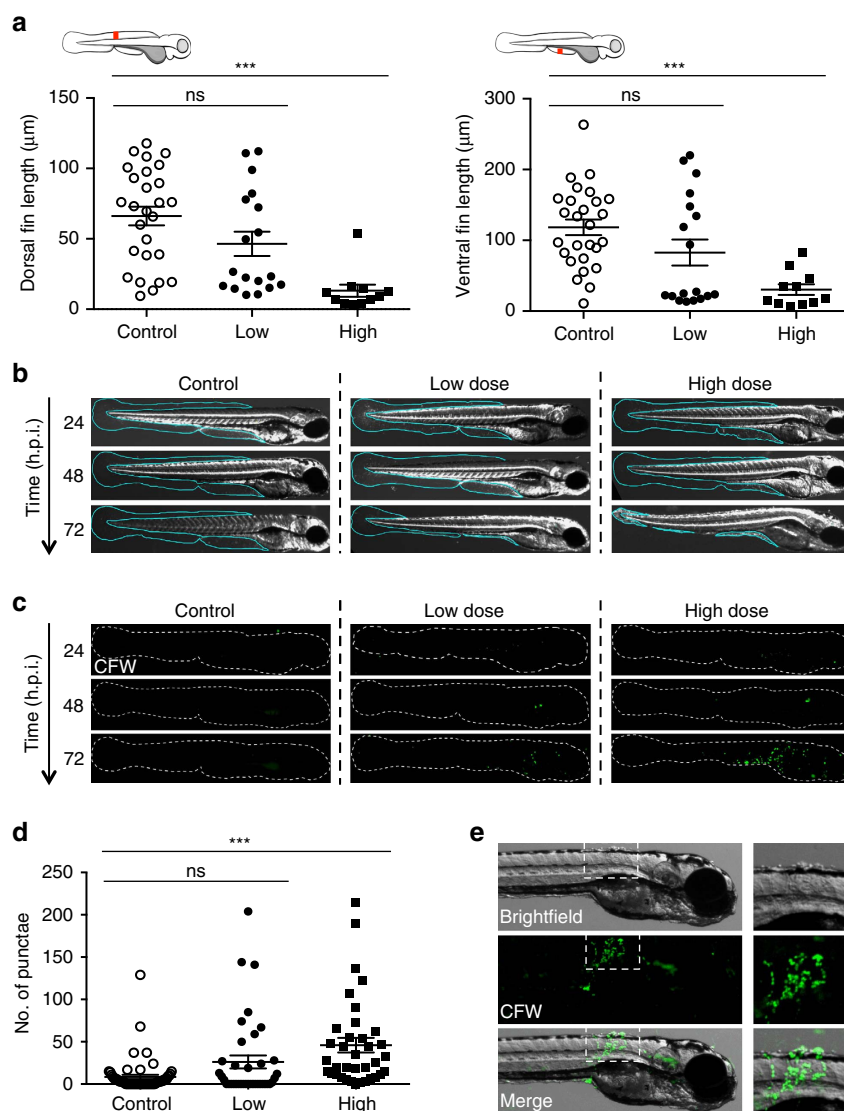 a
***
ns
150
100
50
0
Dorsal fin length (μm)
Control Low High
***
ns
300
200
100
0
Ventral fin length (μm)
Control Low High
b
Control Low dose High dose
Time (h.p.i.)
24
48
72
c
Control Low dose High dose
Time (h.p.i.)
24
CFW
48
72
d
***
ns
250
200
150
100
50
0
No. of punctae
Control Low High
e
Brightfield
CFW
Merge